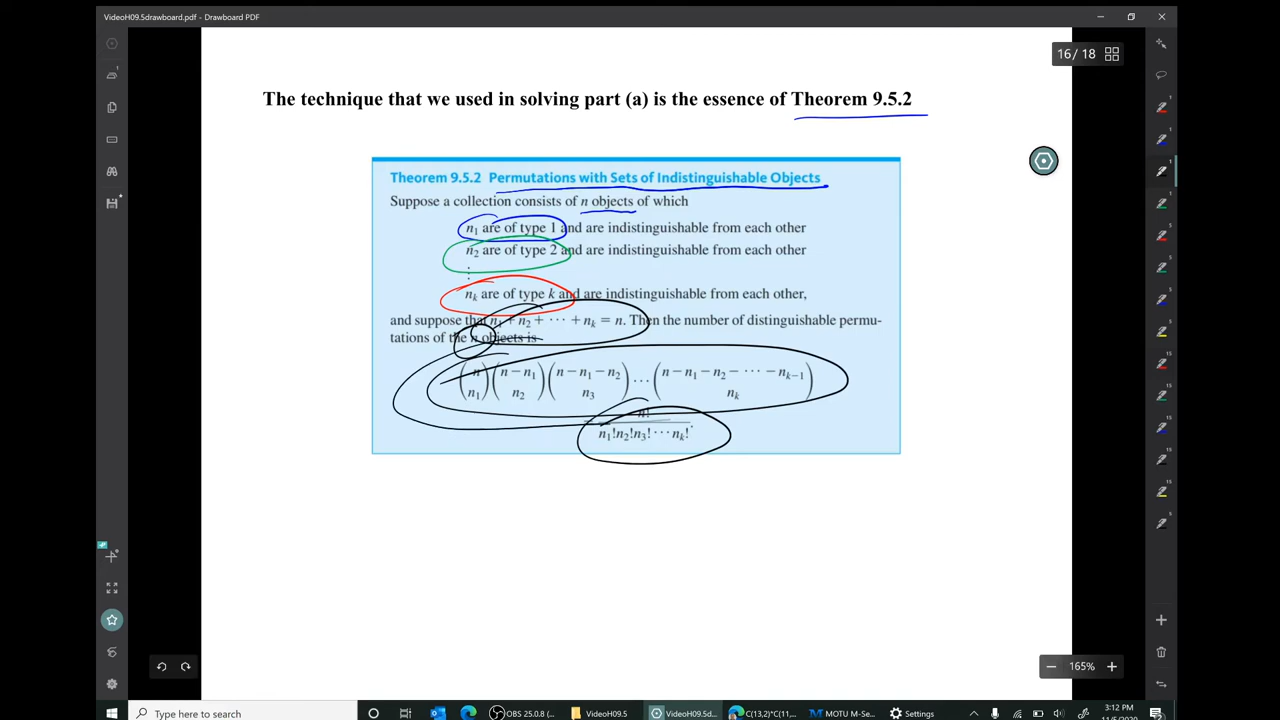 VideoH09.5drawboard.pdf - Drawboard PDF
16/ 18
The technique that we used in solving part (a) is the essence of Theorem 9.5.2
Theorem 9.5.2 Permutations with Sets of Indistinguishable Objects
Suppose a collection consists of n objects of which
n₁ are of type 1 and are indistinguishable from each other
n₂ are of type 2 and are indistinguishable from each other
⋮
nₖ are of type k and are indistinguishable from each other,
and suppose that n₁ + n₂ + ··· + nₖ = n. Then the number of distinguishable permu-
tations of the n objects is
(n n₁)(n − n₁ n₂)(n − n₁ − n₂ n₃) ··· (n − n₁ − n₂ − ··· − nₖ₋₁ nₖ)
n!
n₁!n₂!n₃! ··· nₖ!
165%
Type here to search
OBS 25.0.8 (...
VideoH09.5
VideoH09.5d...
C(13,2)*C(11,...
MOTU M-Se...
Settings
3:12 PM